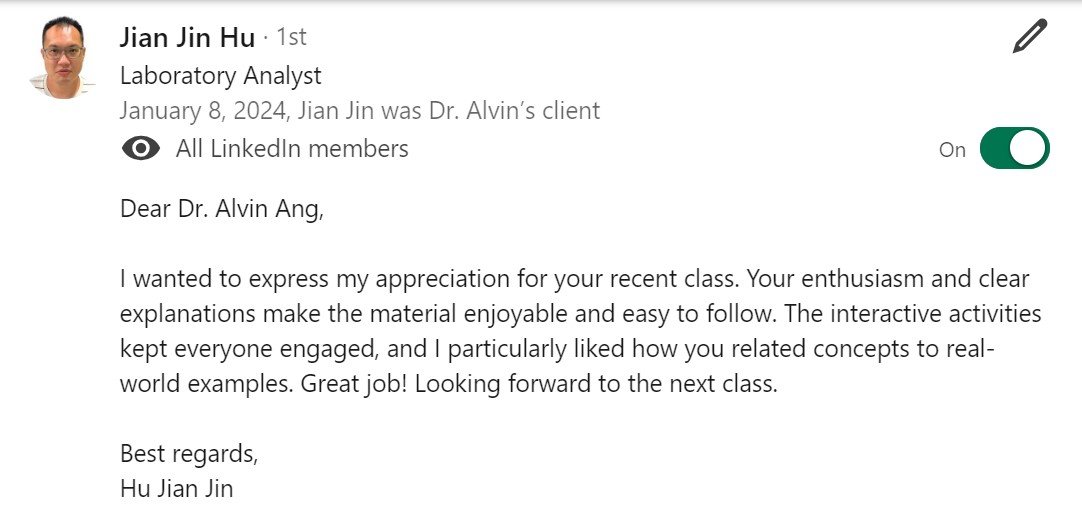 Jian Jin Hu · 1st
Laboratory Analyst
January 8, 2024, Jian Jin was Dr. Alvin’s client
All LinkedIn members
On
Dear Dr. Alvin Ang,
I wanted to express my appreciation for your recent class. Your enthusiasm and clear
explanations make the material enjoyable and easy to follow. The interactive activities
kept everyone engaged, and I particularly liked how you related concepts to real-
world examples. Great job! Looking forward to the next class.
Best regards,
Hu Jian Jin